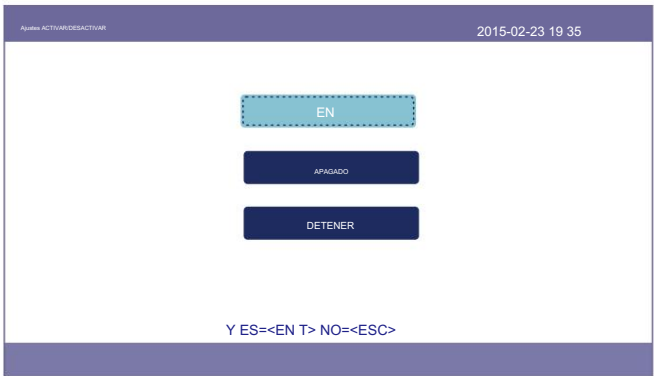 Ajustes ACTIVAR/DESACTIVAR
2015-02-23 19 35
EN
APAGADO
DETENER
Y ES=<EN T> NO=<ESC>